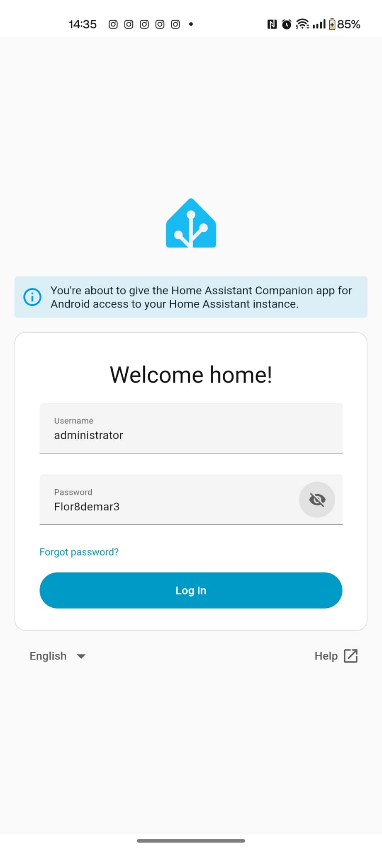 14:35
85%
You're about to give the Home Assistant Companion app for
Android access to your Home Assistant instance.
Welcome home!
Username
administrator
Password
Flor8demar3
Forgot password?
Log in
English
Help